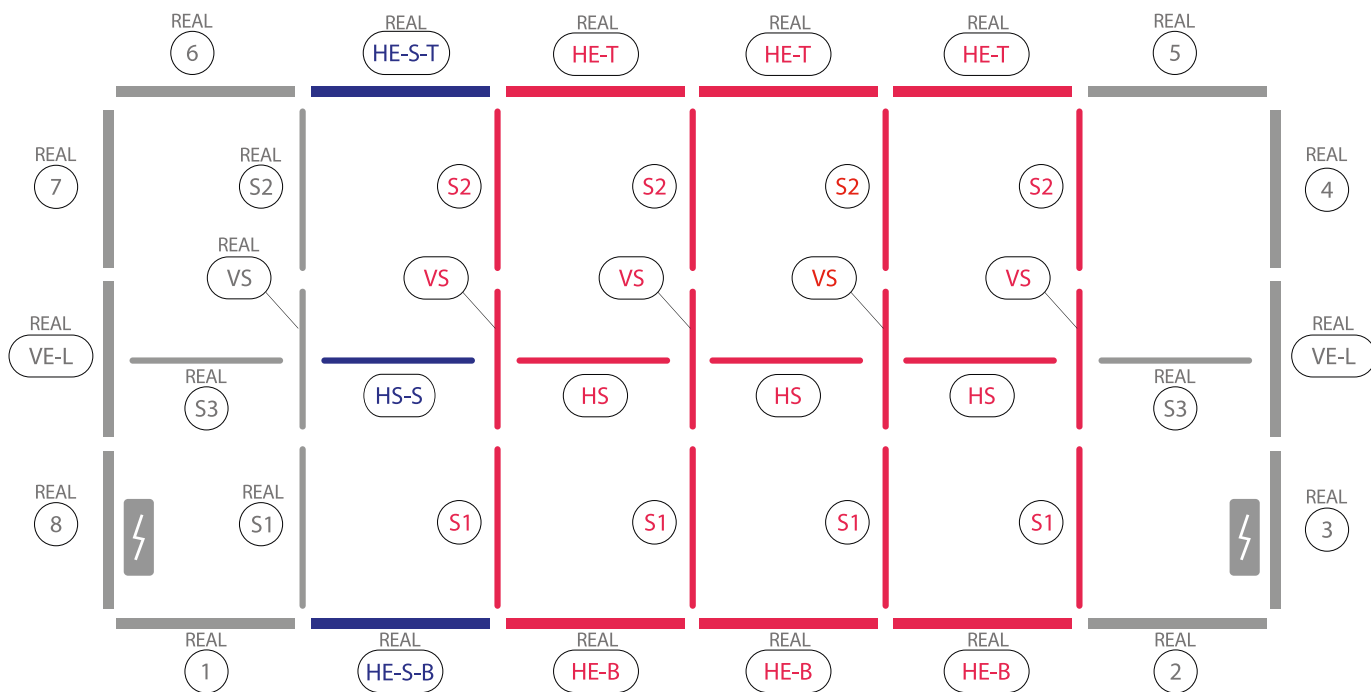 REAL REAL REAL REAL REAL REAL
6 HE-S-T HE-T HE-T HE-T 5
REAL REAL REAL
7 S2 S2 S2 S2 S2 4
REAL
VS VS VS VS VS
REAL REAL
VE-L VE-L
REAL REAL
S3 HS-S HS HS HS S3
REAL REAL REAL
8 S1 S1 S1 S1 S1 3
REAL REAL REAL REAL REAL REAL
1 HE-S-B HE-B HE-B HE-B 2